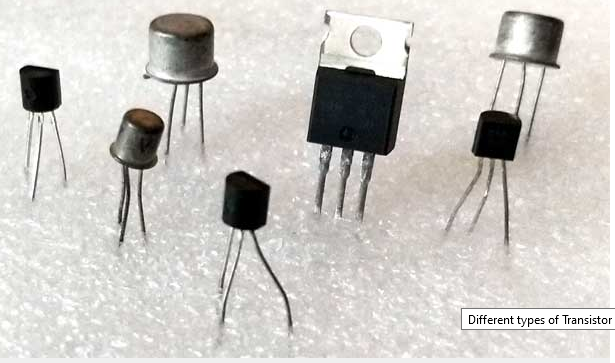 Different types of Transistor